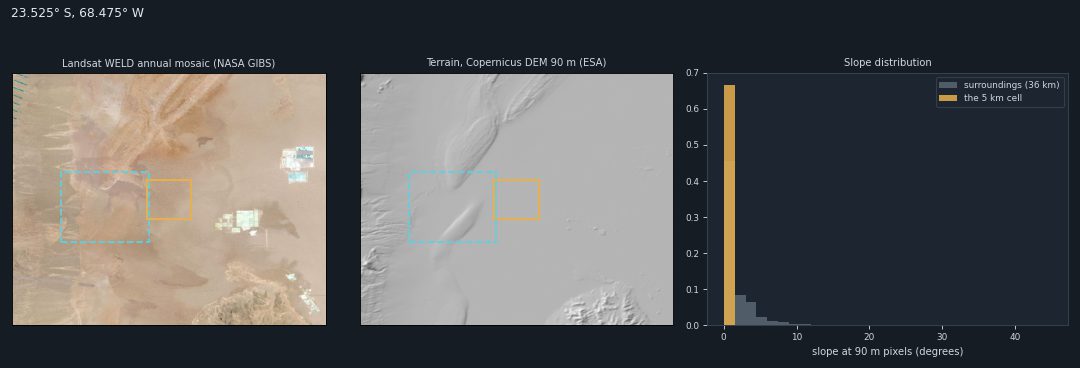 23.525° S, 68.475° W
Landsat WELD annual mosaic (NASA GIBS)
Terrain, Copernicus DEM 90 m (ESA)
Slope distribution
0.7
0.6
0.5
0.4
0.3
0.2
0.1
0.0
surroundings (36 km)
the 5 km cell
0
10
20
30
40
slope at 90 m pixels (degrees)